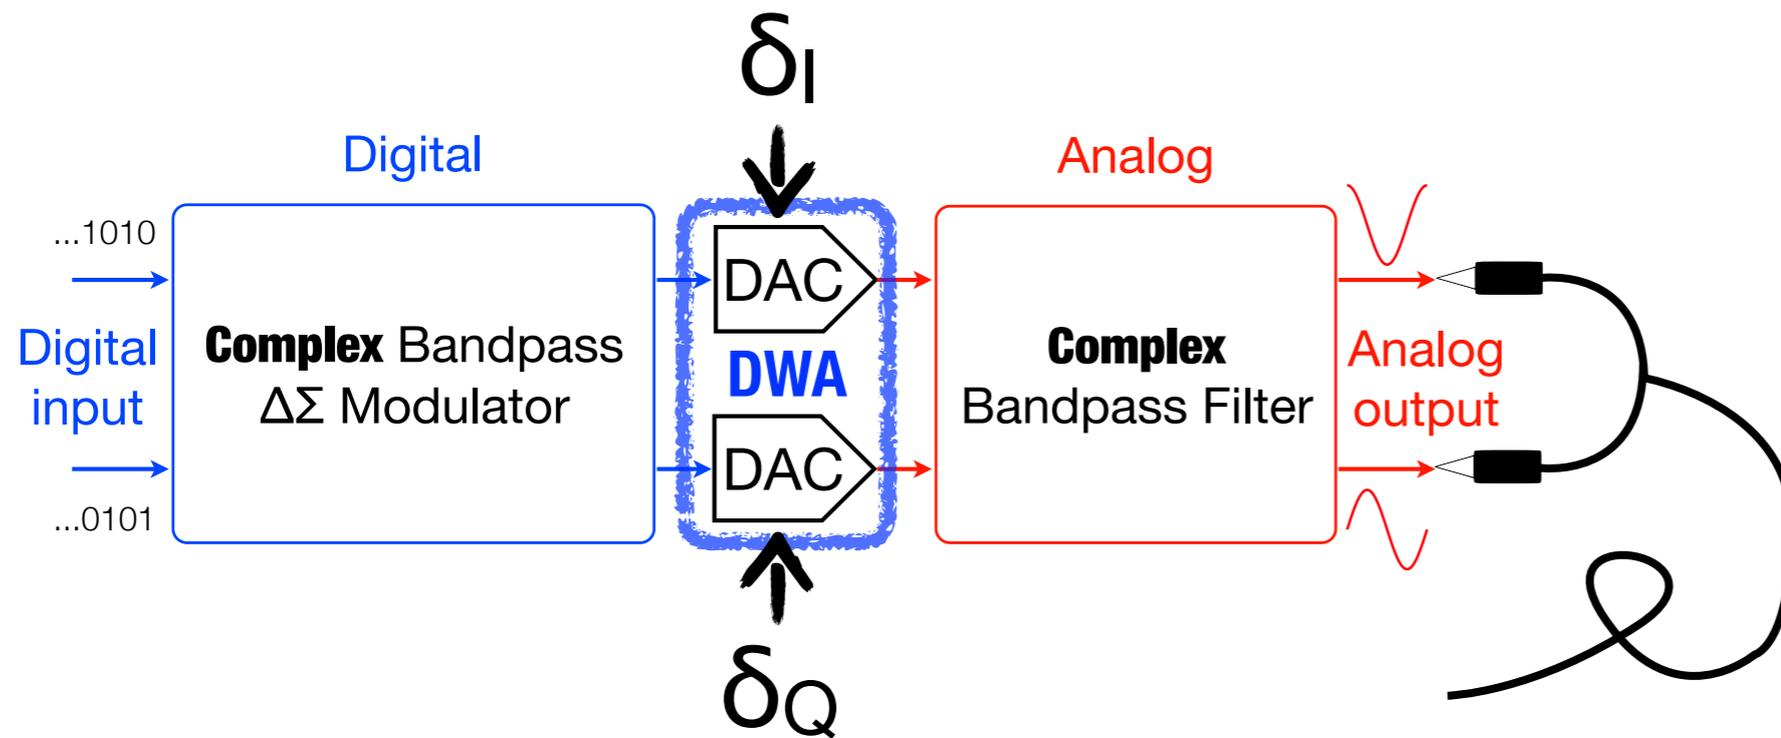 δI
Digital
Analog
...1010
DAC
Digital
input
Complex Bandpass
ΔΣ Modulator
DWA
Complex
Bandpass Filter
Analog
output
DAC
...0101
δQ